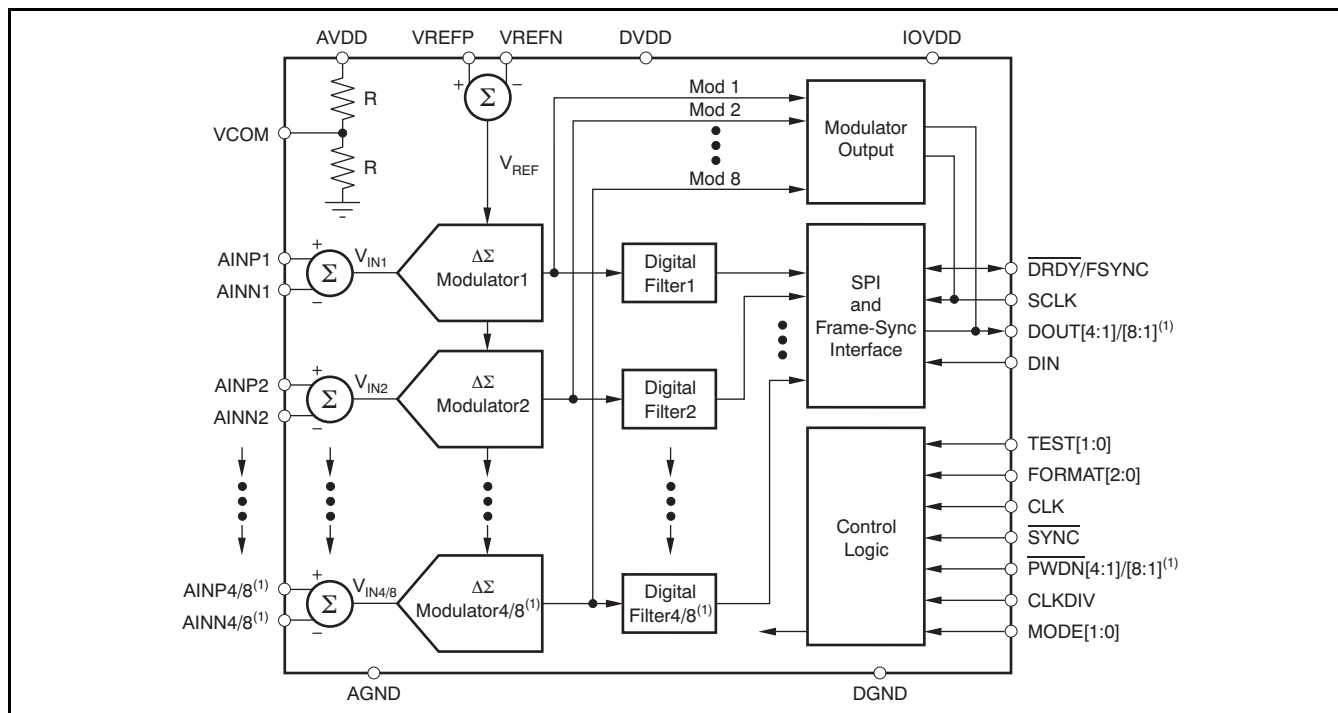 AVDD
VREFP
VREFN
DVDD
IOVDD
R
+
−
Σ
Mod 1
Mod 2
Mod 8
Modulator
Output
VCOM
R
VREF
AINP1
AINN1
+
−
Σ
VIN1
ΔΣ
Modulator1
Digital
Filter1
SPI
and
Frame-Sync
Interface
DRDY/FSYNC
SCLK
DOUT[4:1]/[8:1](1)
DIN
AINP2
AINN2
+
−
Σ
VIN2
ΔΣ
Modulator2
Digital
Filter2
TEST[1:0]
FORMAT[2:0]
CLK
SYNC
PWDN[4:1]/[8:1](1)
CLKDIV
MODE[1:0]
Control
Logic
AINP4/8(1)
AINN4/8(1)
+
−
Σ
VIN4/8
ΔΣ
Modulator4/8(1)
Digital
Filter4/8(1)
AGND
DGND